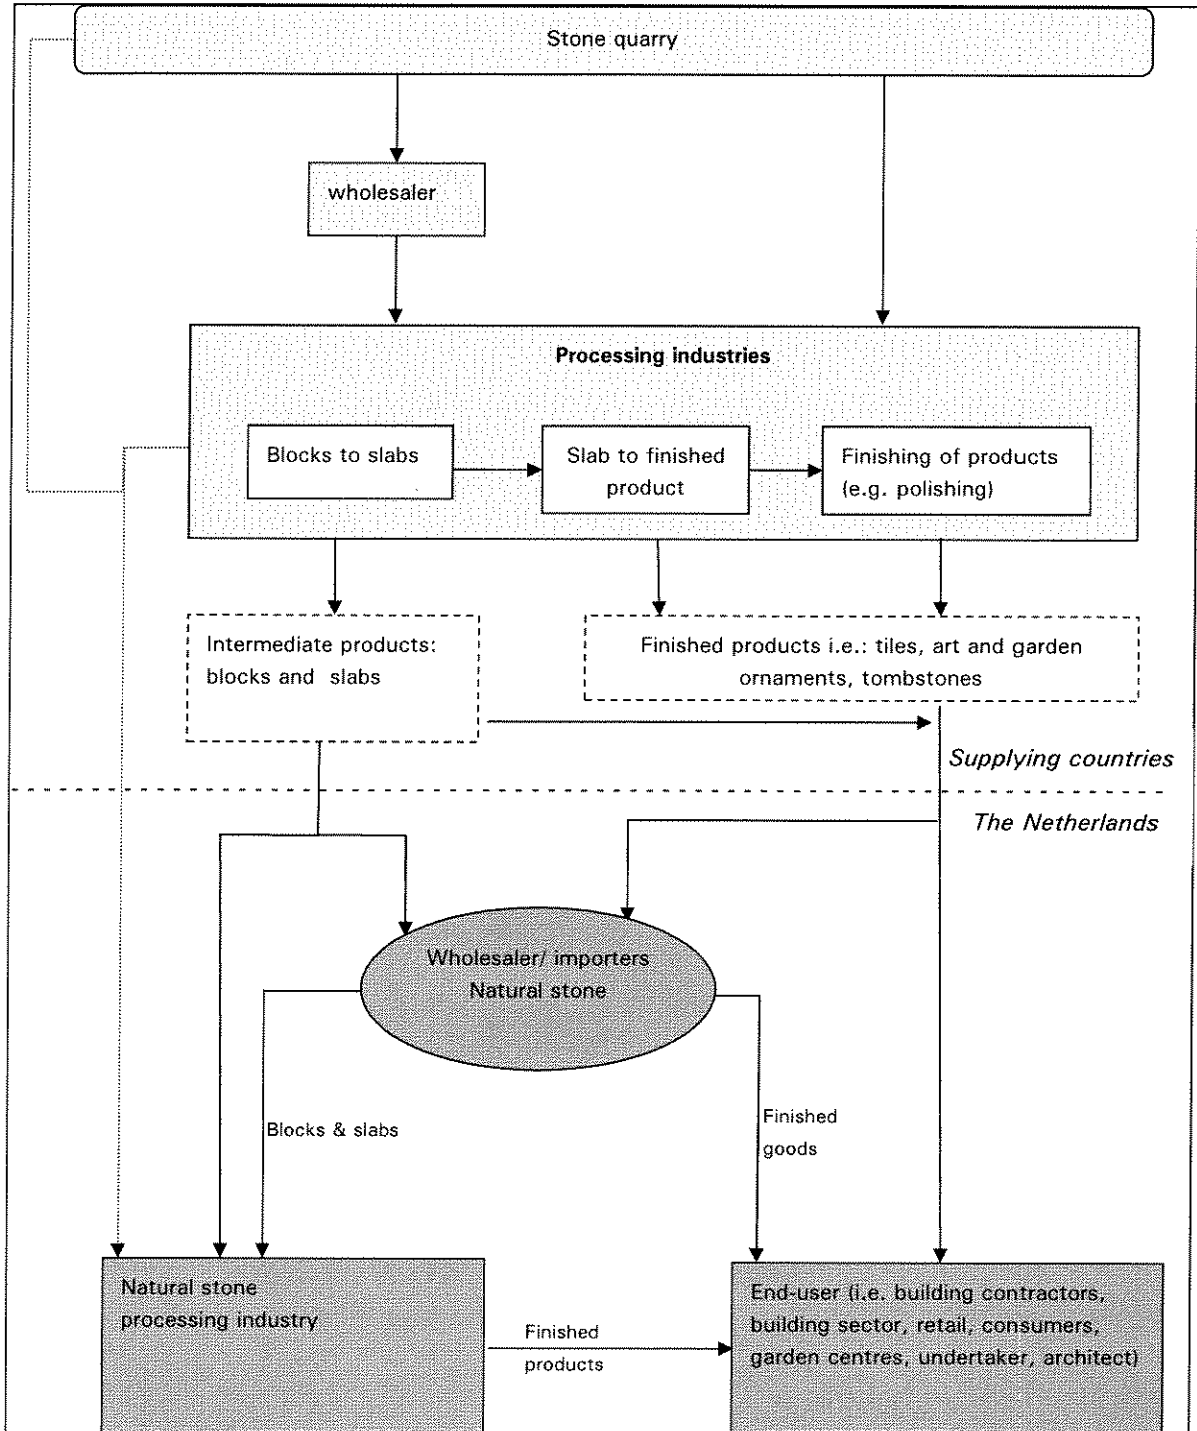 Stone quarry
wholesaler
Processing industries
Blocks to slabs
Slab to finished
product
Finishing of products
(e.g. polishing)
Intermediate products:
blocks and slabs
Finished products i.e.: tiles, art and garden
ornaments, tombstones
Supplying countries
The Netherlands
Wholesaler/ importers
Natural stone
Blocks & slabs
Finished
goods
Natural stone
processing industry
Finished
products
End-user (i.e. building contractors,
building sector, retail, consumers,
garden centres, undertaker, architect)